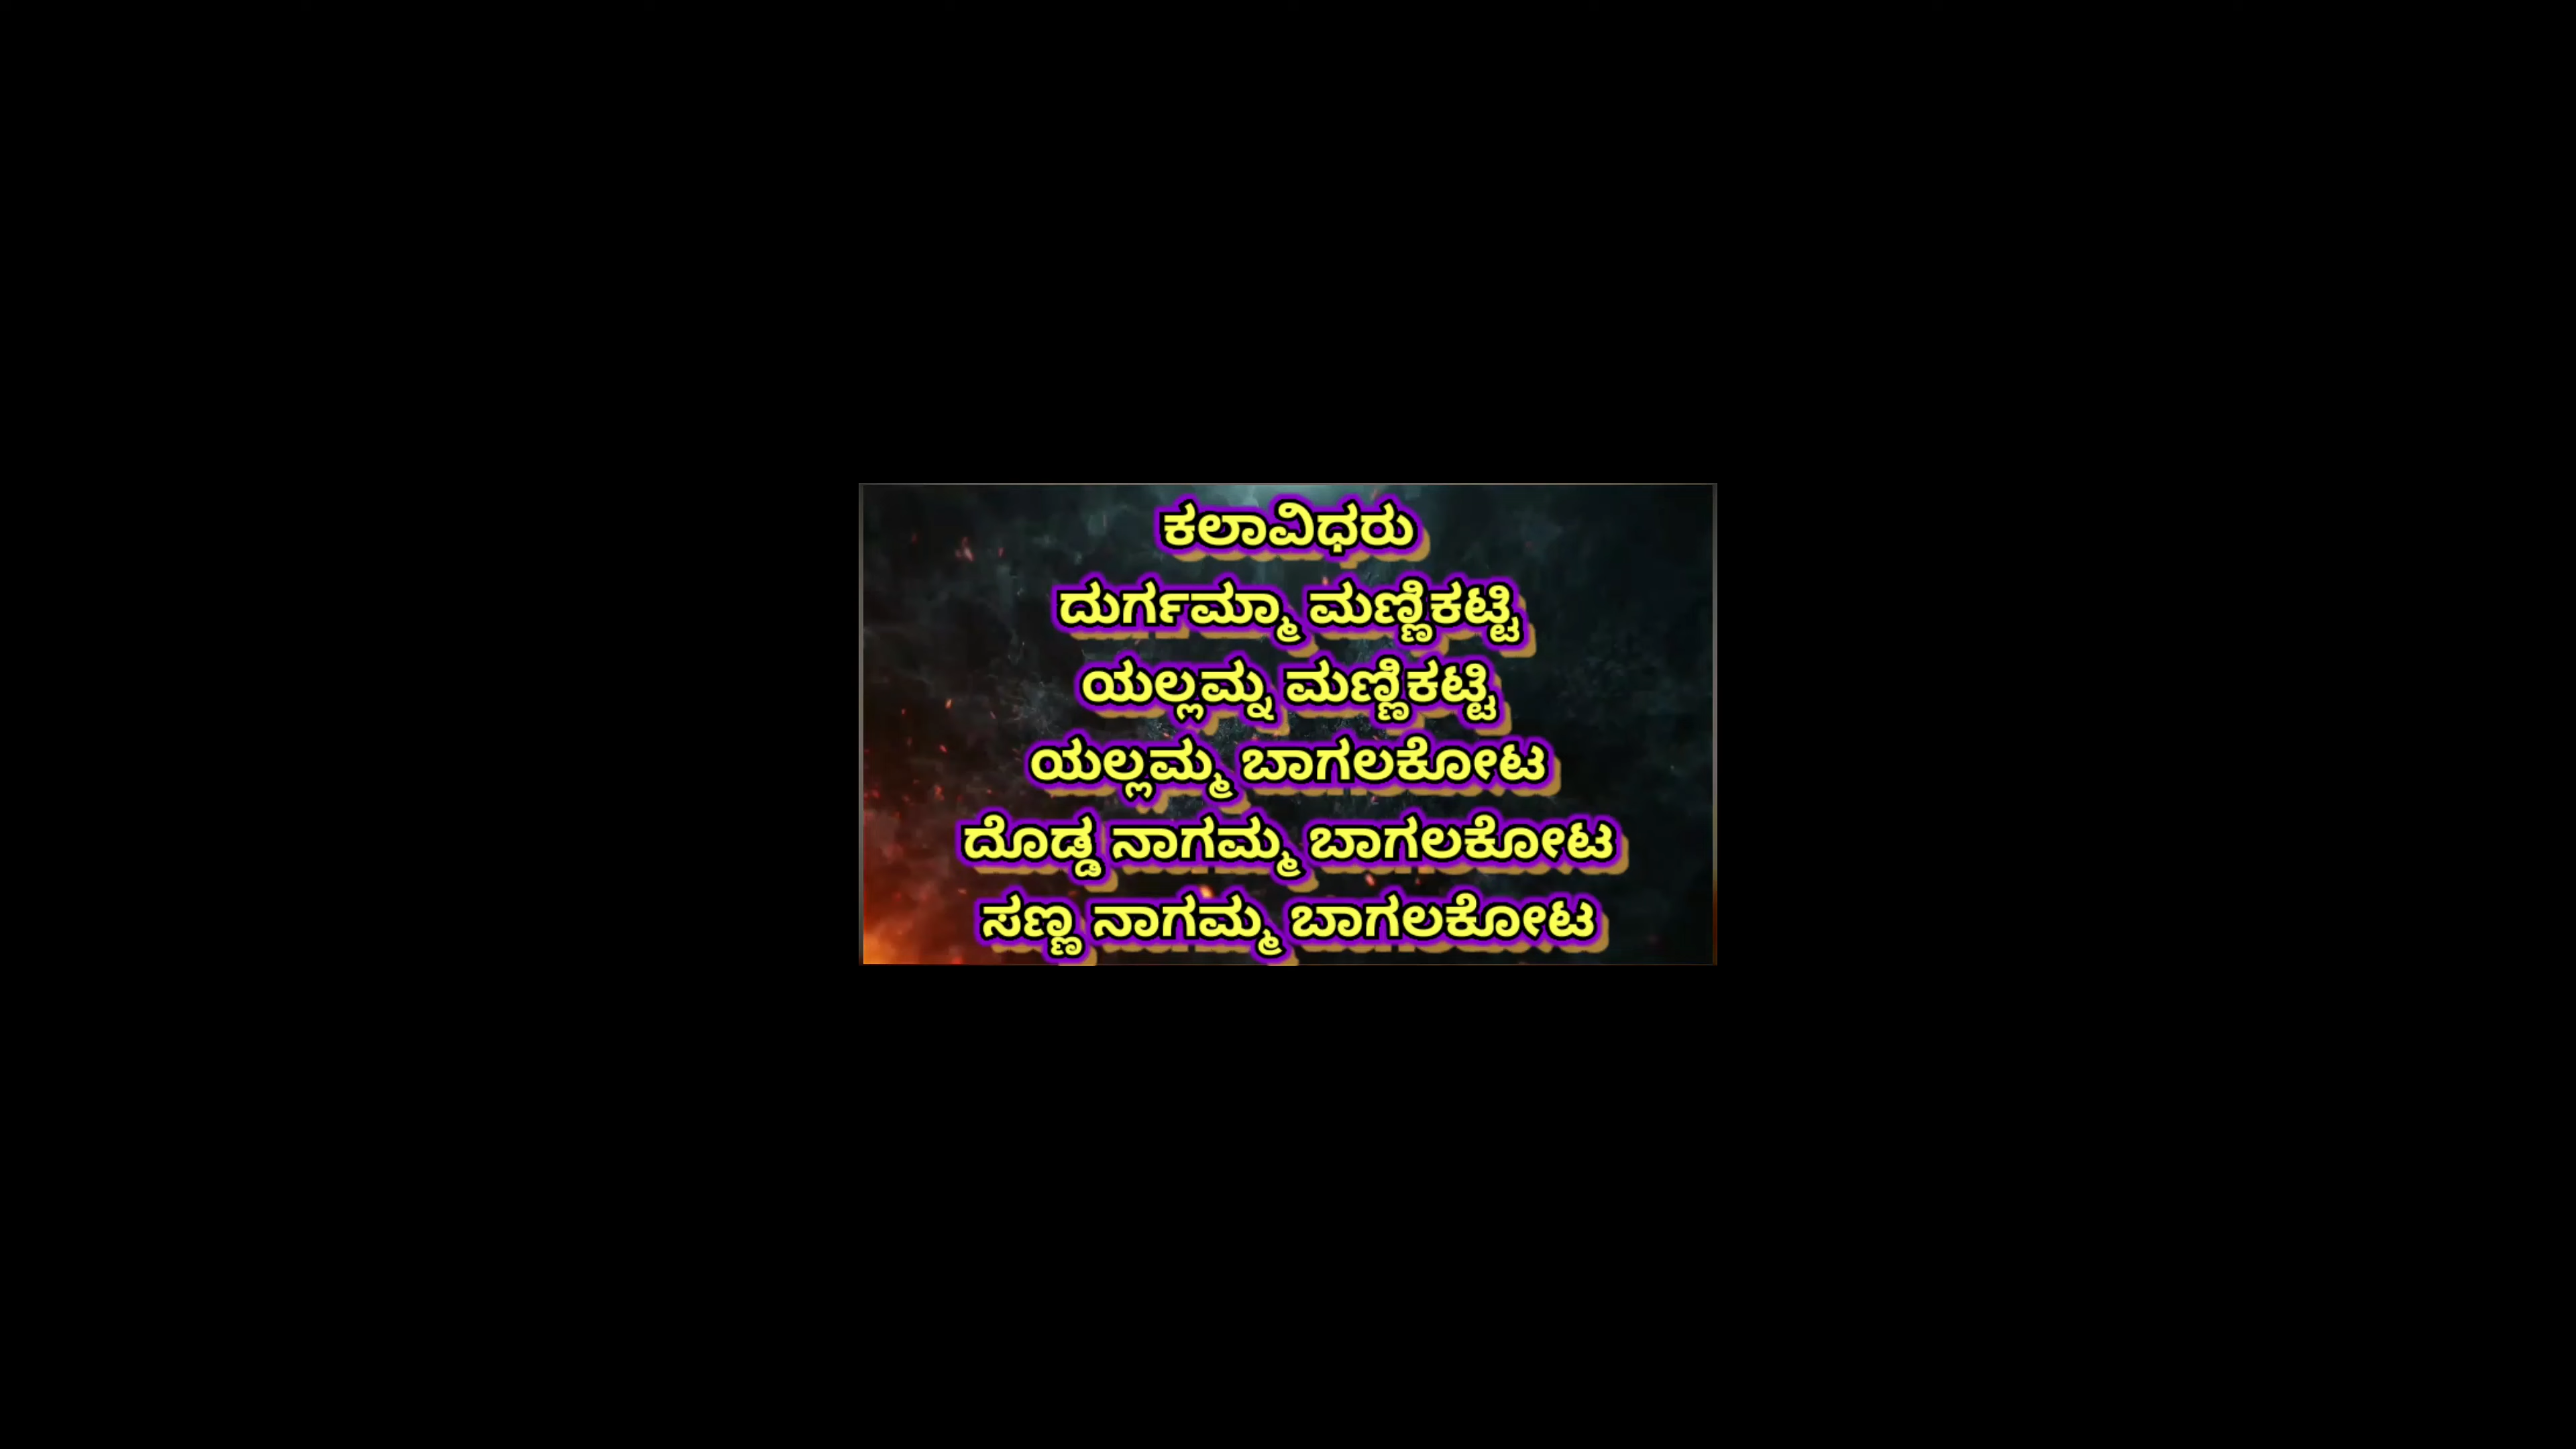 ಕಲಾವಿಧರು
ದುರ್ಗಮ್ಮಾ ಮಣ್ಣಿಕಟ್ಟಿ
ಯಲ್ಲಮ್ನ ಮಣ್ಣಿಕಟ್ಟಿ
ಯಲ್ಲಮ್ಮ ಬಾಗಲಕೋಟ
ದೊಡ್ಡ ನಾಗಮ್ಮ ಬಾಗಲಕೋಟ
ಸಣ್ಣ ನಾಗಮ್ಮ ಬಾಗಲಕೋಟ